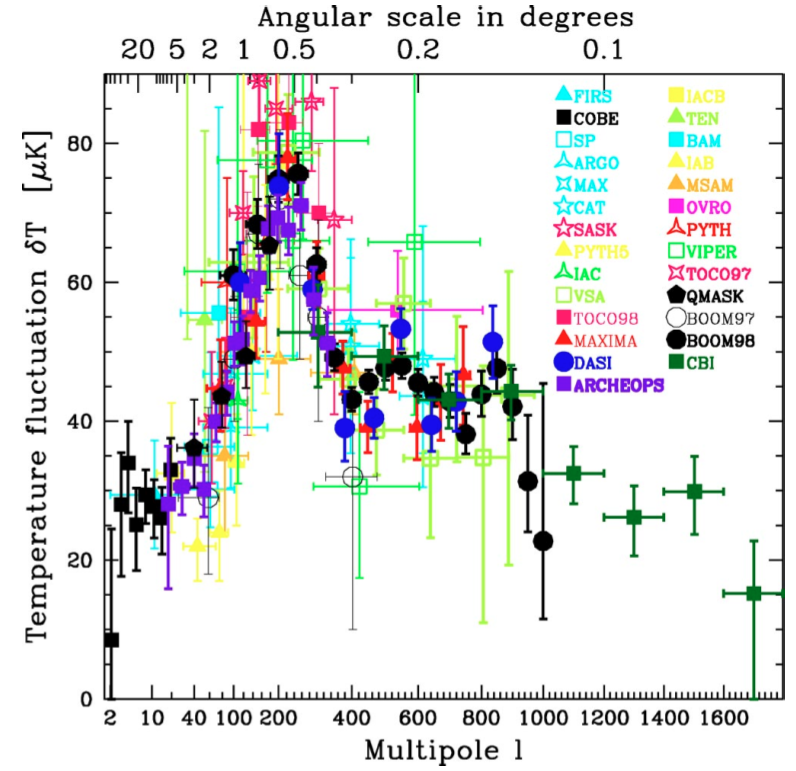 Angular scale in degrees
20 5 2 1 0.5 0.2 0.1
Temperature fluctuation δT [μK]
80
60
40
20
0
FIRS
COBE
SP
ARGO
MAX
CAT
SASK
PYTH5
IAC
VSA
TOCO98
MAXIMA
DASI
ARCHEOPS
IACB
TEN
BAM
IAB
MSAM
OVRO
PYTH
VIPER
TOCO97
QMASK
BOOM97
BOOM98
CBI
2 10 40 100 200 400 600 800 1000 1200 1400 1600
Multipole l